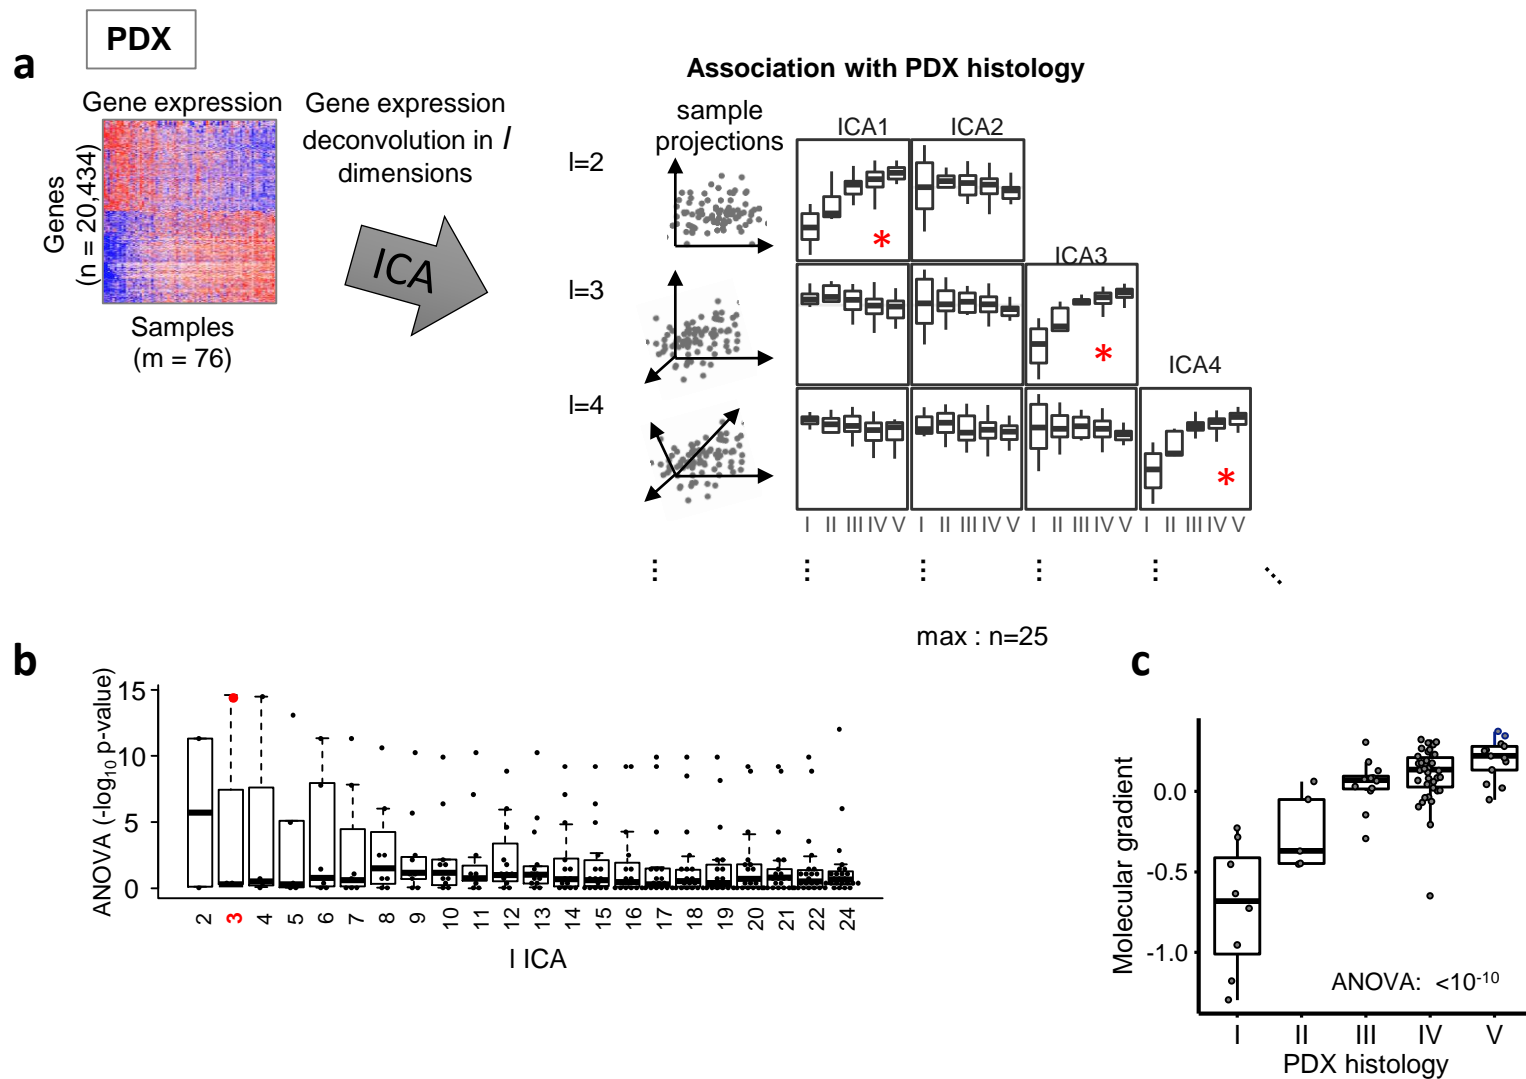 PDX
a
Gene expression
Genes
(n = 20,434)
Samples
(m = 76)
Gene expression
deconvolution in l
dimensions
ICA
Association with PDX histology
sample
projections
ICA1
ICA2
l=2
ICA3
l=3
ICA4
l=4
*
*
*
I II III IV V
I II III IV V
I II III IV V
I II III IV V
max : n=25
b
ANOVA (-log10 p-value)
15
10
5
0
2 3 4 5 6 7 8 9 10 11 12 13 14 15 16 17 18 19 20 21 22 24
l ICA
c
Molecular gradient
0.0
-0.5
-1.0
ANOVA: <10-10
I II III IV V
PDX histology